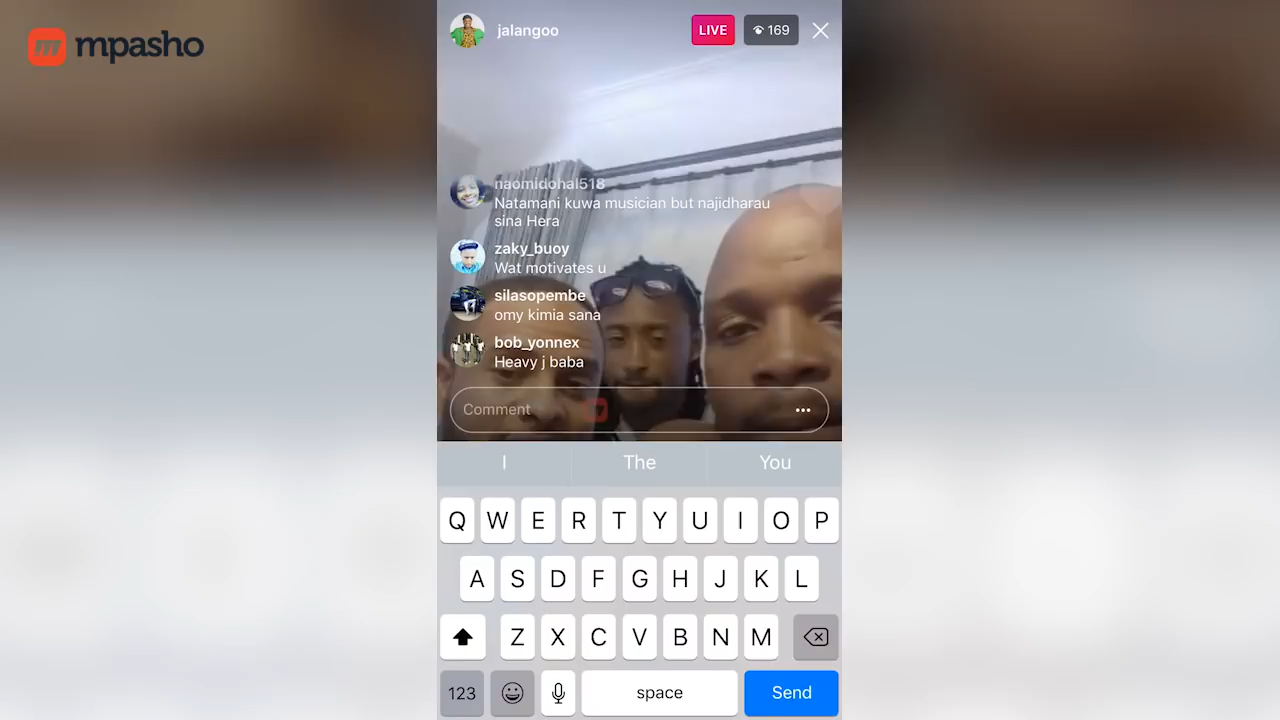 mpasho
jalangoo
LIVE
169
naomidohal518
Natamani kuwa musician but najidharau
sina Hera
zaky_buoy
Wat motivates u
silasopembe
omy kimia sana
bob_yonnex
Heavy j baba
Comment
I The You
Q W E R T Y U I O P
A S D F G H J K L
Z X C V B N M
123 space Send